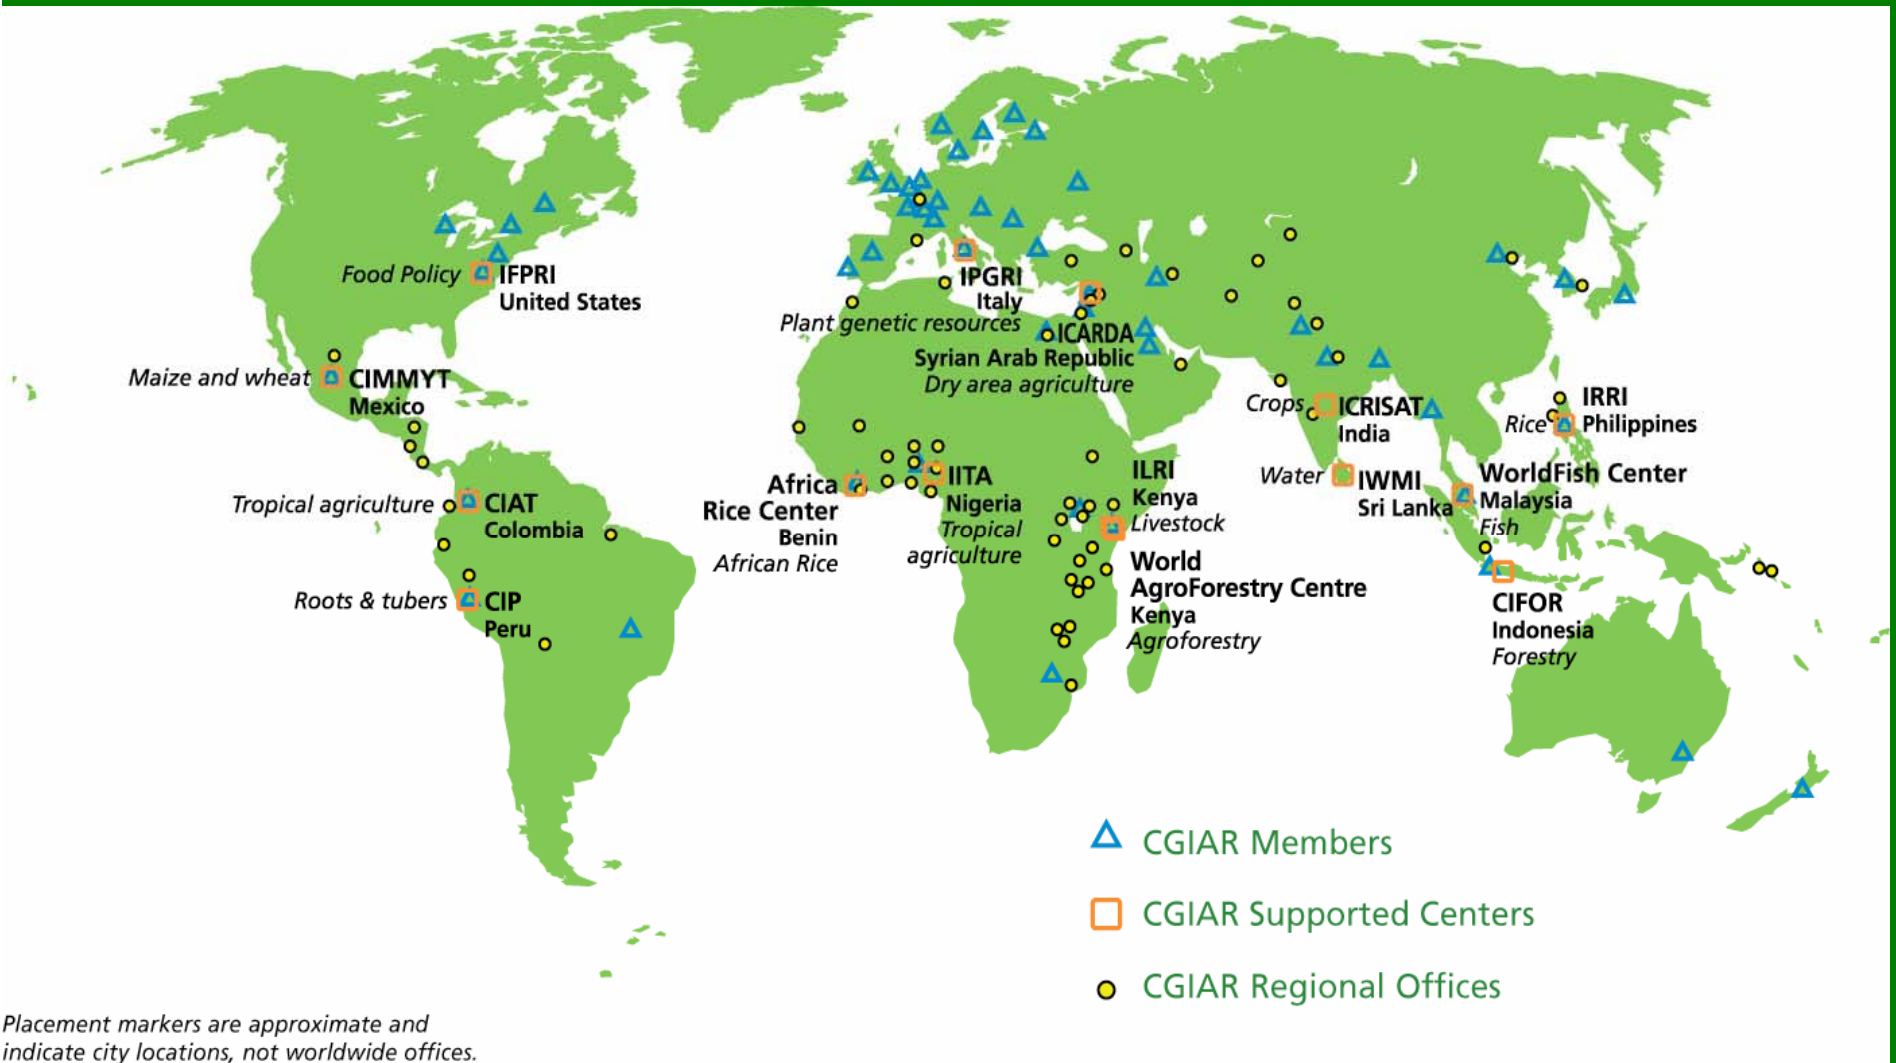 Food Policy
IFPRI
United States
Maize and wheat
CIMMYT
Mexico
Tropical agriculture
CIAT
Colombia
Roots & tubers
CIP
Peru
IPGRI
Italy
Plant genetic resources
ICARDA
Syrian Arab Republic
Dry area agriculture
Africa
Rice Center
Benin
African Rice
IITA
Nigeria
Tropical
agriculture
ILRI
Kenya
Livestock
World
AgroForestry Centre
Kenya
Agroforestry
Crops
ICRISAT
India
Water
IWMI
Sri Lanka
Rice
IRRI
Philippines
WorldFish Center
Malaysia
Fish
CIFOR
Indonesia
Forestry
CGIAR Members
CGIAR Supported Centers
CGIAR Regional Offices
Placement markers are approximate and
indicate city locations, not worldwide offices.